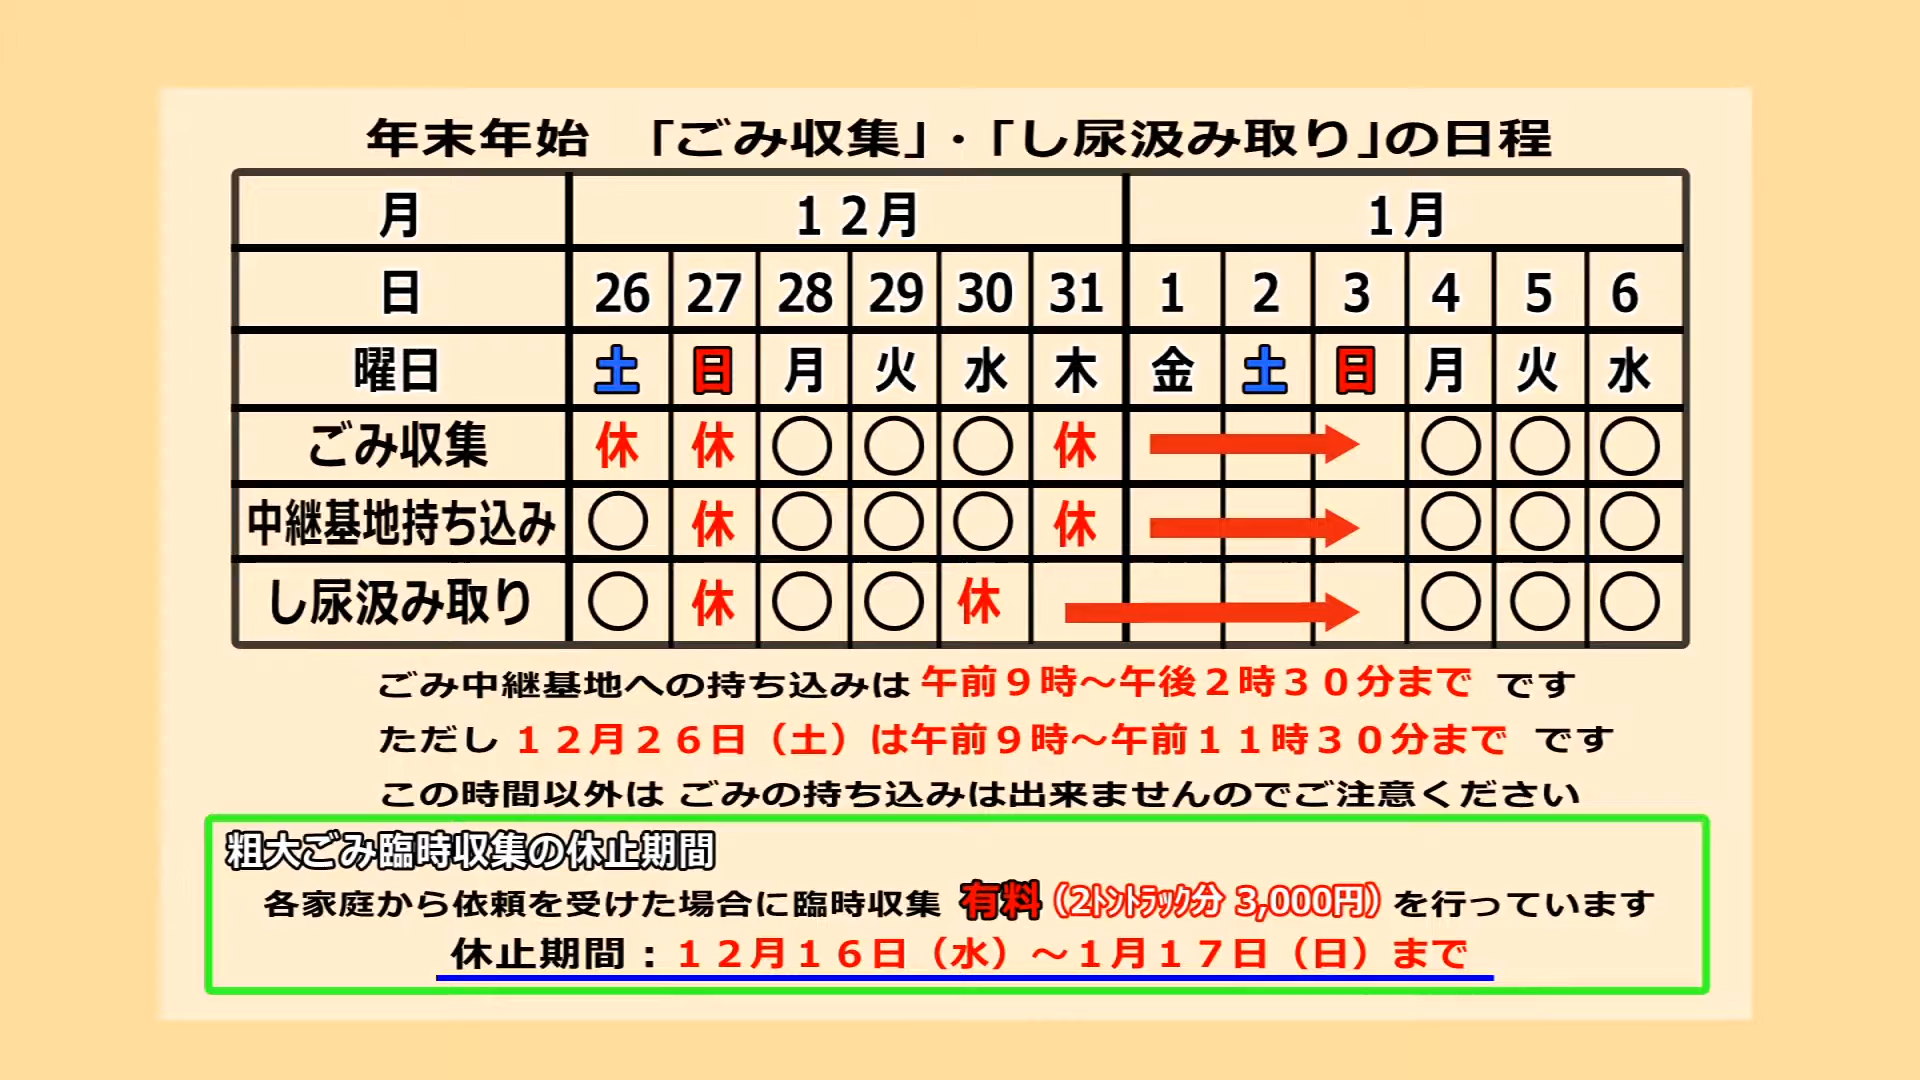 年末年始 「ごみ収集」・「し尿汲み取り」の日程
月 １２月 １月
日 26 27 28 29 30 31 1 2 3 4 5 6
曜日 土 日 月 火 水 木 金 土 日 月 火 水
ごみ収集 休 休 ○ ○ ○ 休 ○ ○ ○
中継基地持ち込み ○ 休 ○ ○ ○ 休 ○ ○ ○
し尿汲み取り ○ 休 ○ ○ 休 ○ ○ ○
ごみ中継基地への持ち込みは 午前９時～午後２時３０分まで です
ただし １２月２６日（土）は午前９時～午前１１時３０分まで です
この時間以外は ごみの持ち込みは出来ませんのでご注意ください
粗大ごみ臨時収集の休止期間
各家庭から依頼を受けた場合に臨時収集 有料（2ﾄﾝﾄﾗｯｸ分 3,000円）を行っています
休止期間：１２月１６日（水）～１月１７日（日）まで